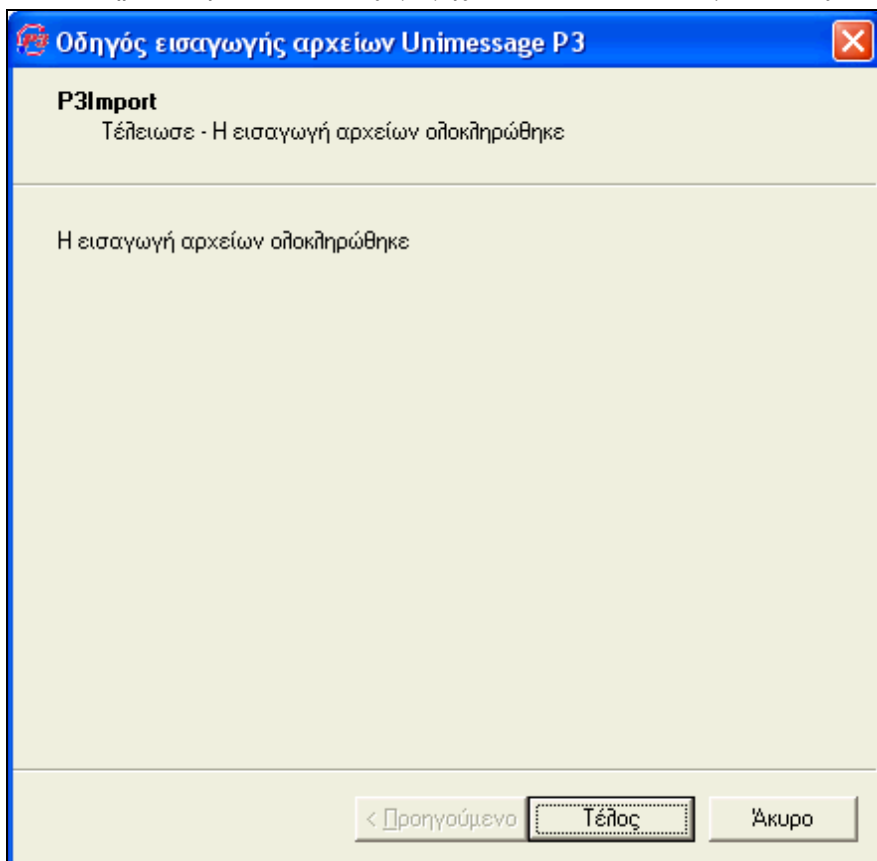 Οδηγός εισαγωγής αρχείων Unimessage P3
P3Import
Τέλειωσε - Η εισαγωγή αρχείων ολοκληρώθηκε
Η εισαγωγή αρχείων ολοκληρώθηκε
< Προηγούμενο Τέλος Άκυρο